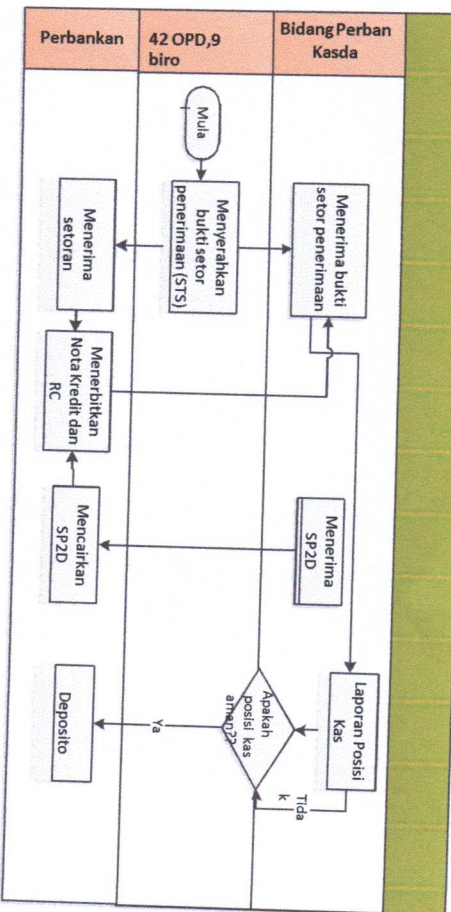 Perbankan
42 OPD,9
biro
Bidang Perban
Kasda
Mula
Menyerahkan
bukti setor
penerimaan (STS)
Menerima bukti
setor penerimaan
Menerima
setoran
Menerbitkan
Nota Kredit dan
RC
Menerima
SP2D
Mencairkan
SP2D
Laporan Posisi
Kas
Apakah
posisi kas
aman??
Tida
k
Ya
Deposito